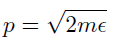 p = √(2mϵ)